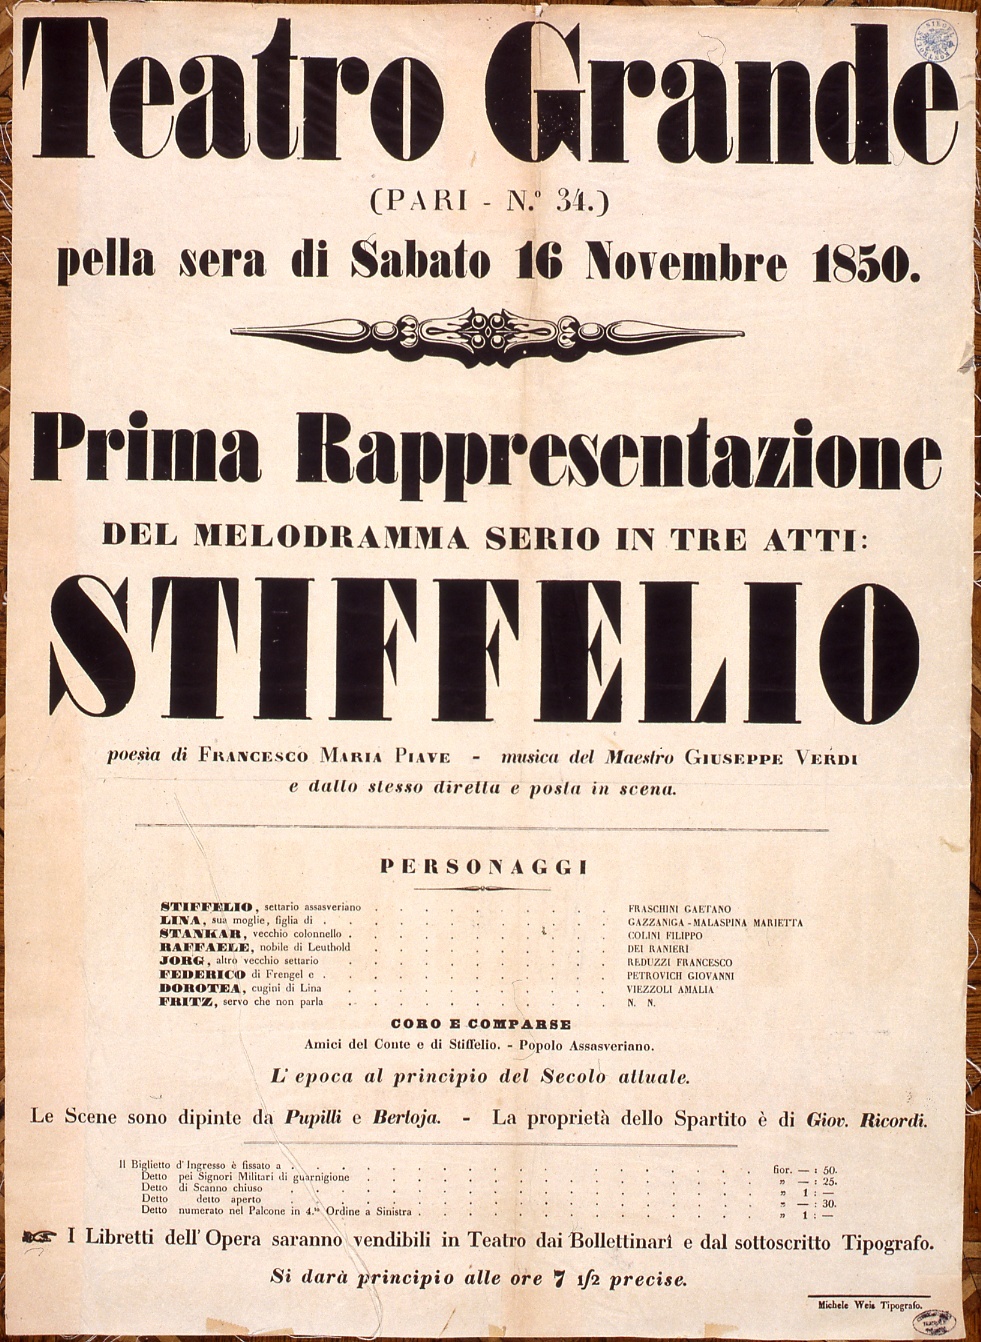 Teatro Grande
(PARI - N.º 34.)
pella sera di Sabato 16 Novembre 1850.
Prima Rappresentazione
DEL MELODRAMMA SERIO IN TRE ATTI:
STIFFELIO
poesia di FRANCESCO MARIA PIAVE - musica del Maestro GIUSEPPE VERDI
e dallo stesso diretta e posta in scena.
PERSONAGGI
STIFFELIO, settario assasveriano . . . . . . . . . . FRASCHINI GAETANO
LINA, sua moglie, figlia di . . . . . . . . . . . GAZZANIGA-MALASPINA MARIETTA
STANKAR, vecchio colonnello . . . . . . . . . . . COLINI FILIPPO
RAFFAELE, nobile di Leuthold . . . . . . . . . . DEI RANIERI
JORG, altro vecchio settario . . . . . . . . . . REDUZZI FRANCESCO
FEDERICO di Frengel e . . . . . . . . . . . PETROVICH GIOVANNI
DOROTEA, cugini di Lina . . . . . . . . . . VIEZZOLI AMALIA
FRITZ, servo che non parla . . . . . . . . . . N. N.
CORO E COMPARSE
Amici del Conte e di Stiffelio. - Popolo Assasveriano.
L'epoca al principio del Secolo attuale.
Le Scene sono dipinte da Pupilli e Bertoja. - La proprietà dello Spartito è di Giov. Ricordi.
Il Biglietto d'Ingresso è fissato a . . . . . . . . . . fior. — : 50.
Detto pei Signori Militari di guarnigione . . . . . . . . . . „ — : 25.
Detto di Scanno chiuso . . . . . . . . . . „ 1 : —
Detto detto aperto . . . . . . . . . . „ — : 30.
Detto numerato nel Palcone in 4.to Ordine a Sinistra . . . . . . . . . . „ 1 : —
☞ I Libretti dell'Opera saranno vendibili in Teatro dai Bollettinari e dal sottoscritto Tipografo.
Si darà principio alle ore 7 1/2 precise.
Michele Weis Tipografo.